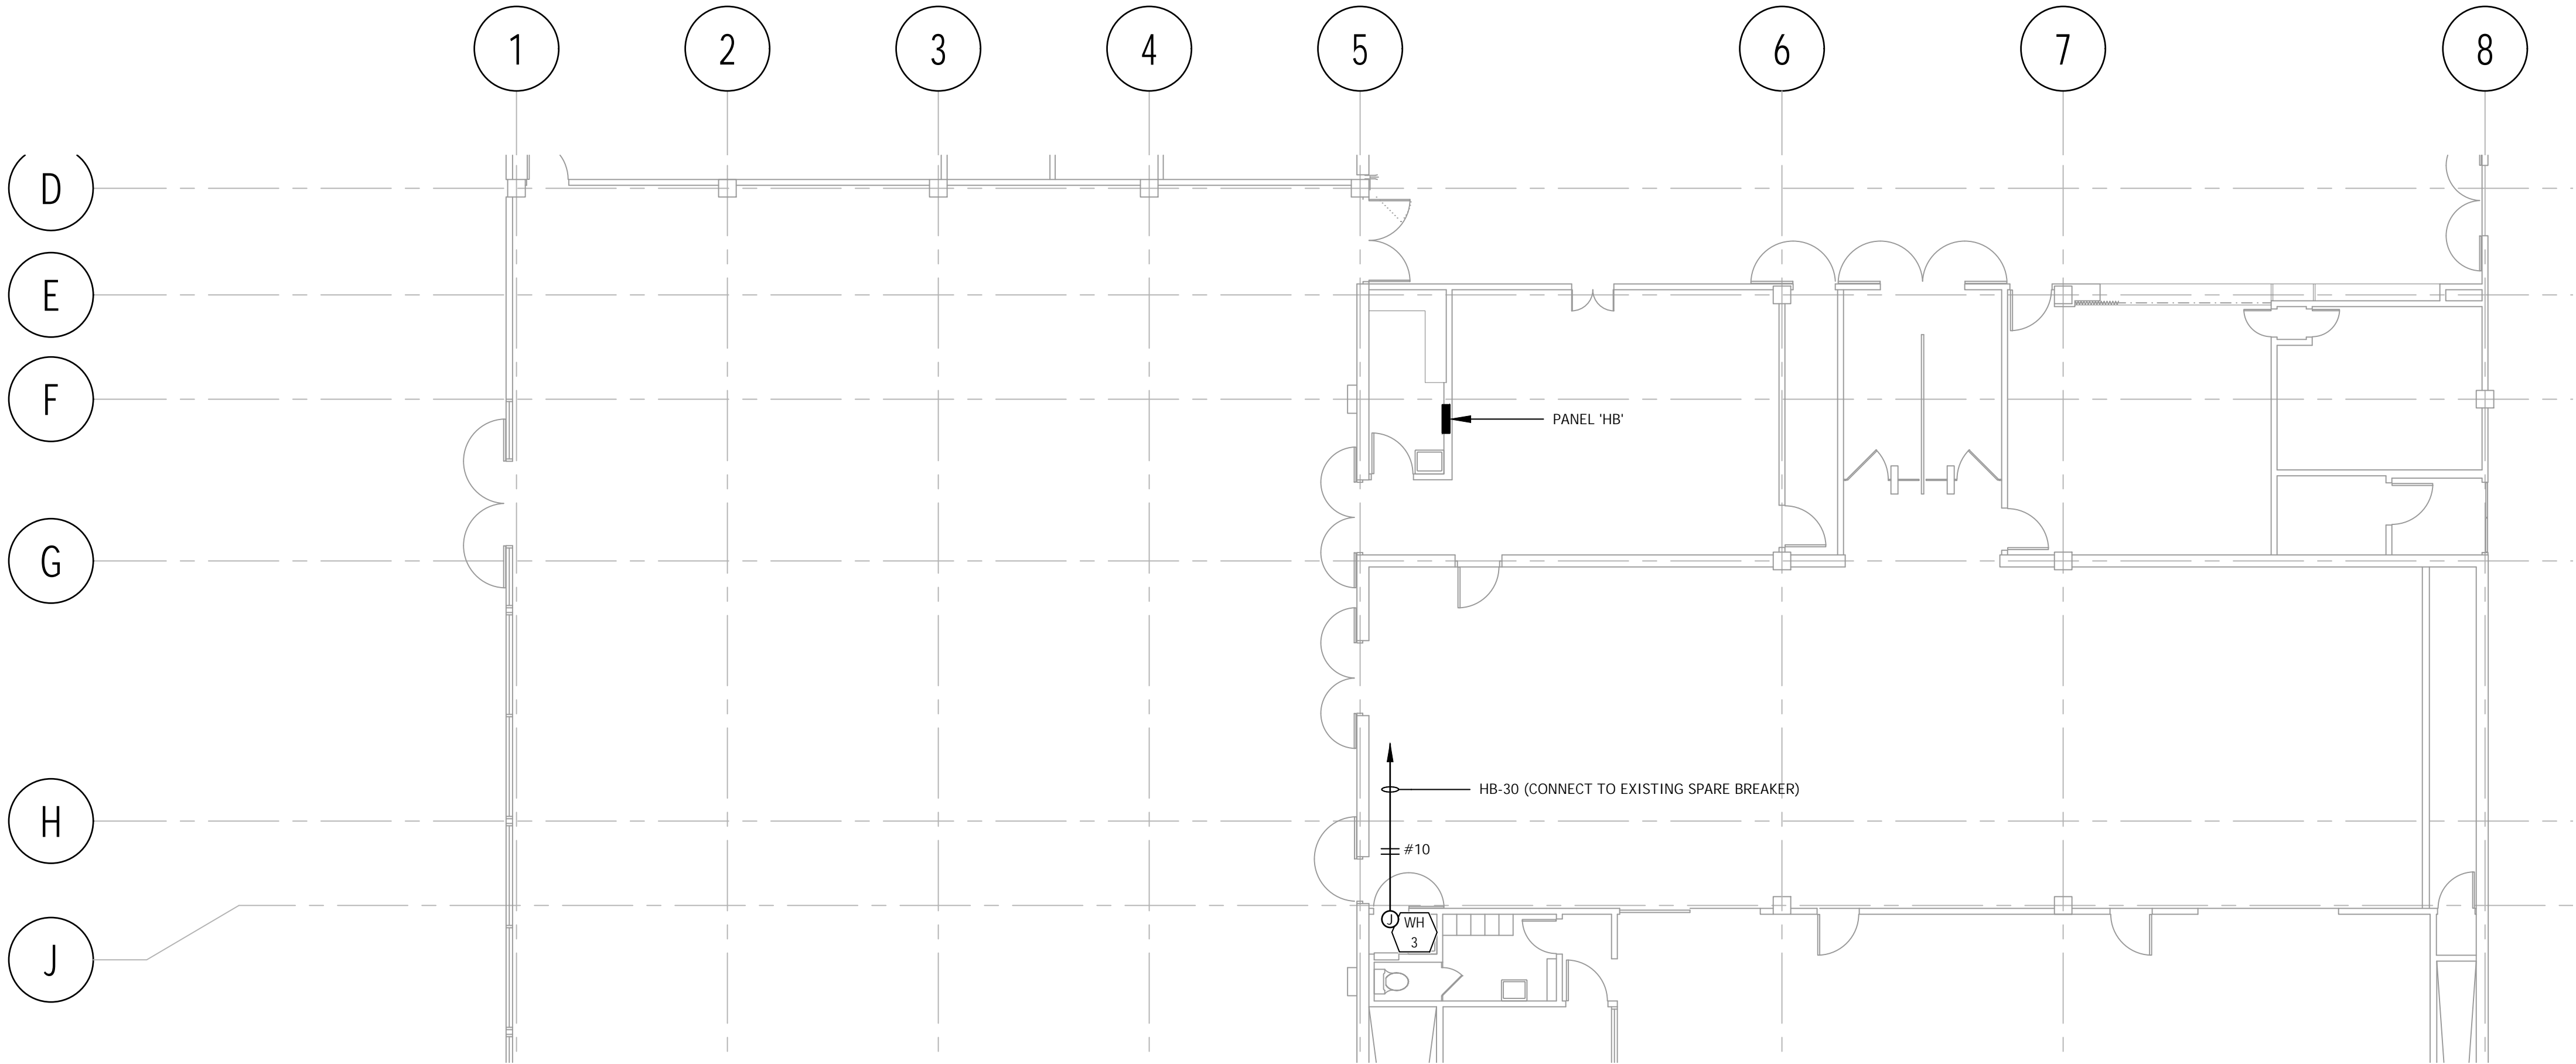 1 2 3 4 5 6 7 8
D
E
F
PANEL 'HB'
G
HB-30 (CONNECT TO EXISTING SPARE BREAKER)
H
#10
J
WH
3
J